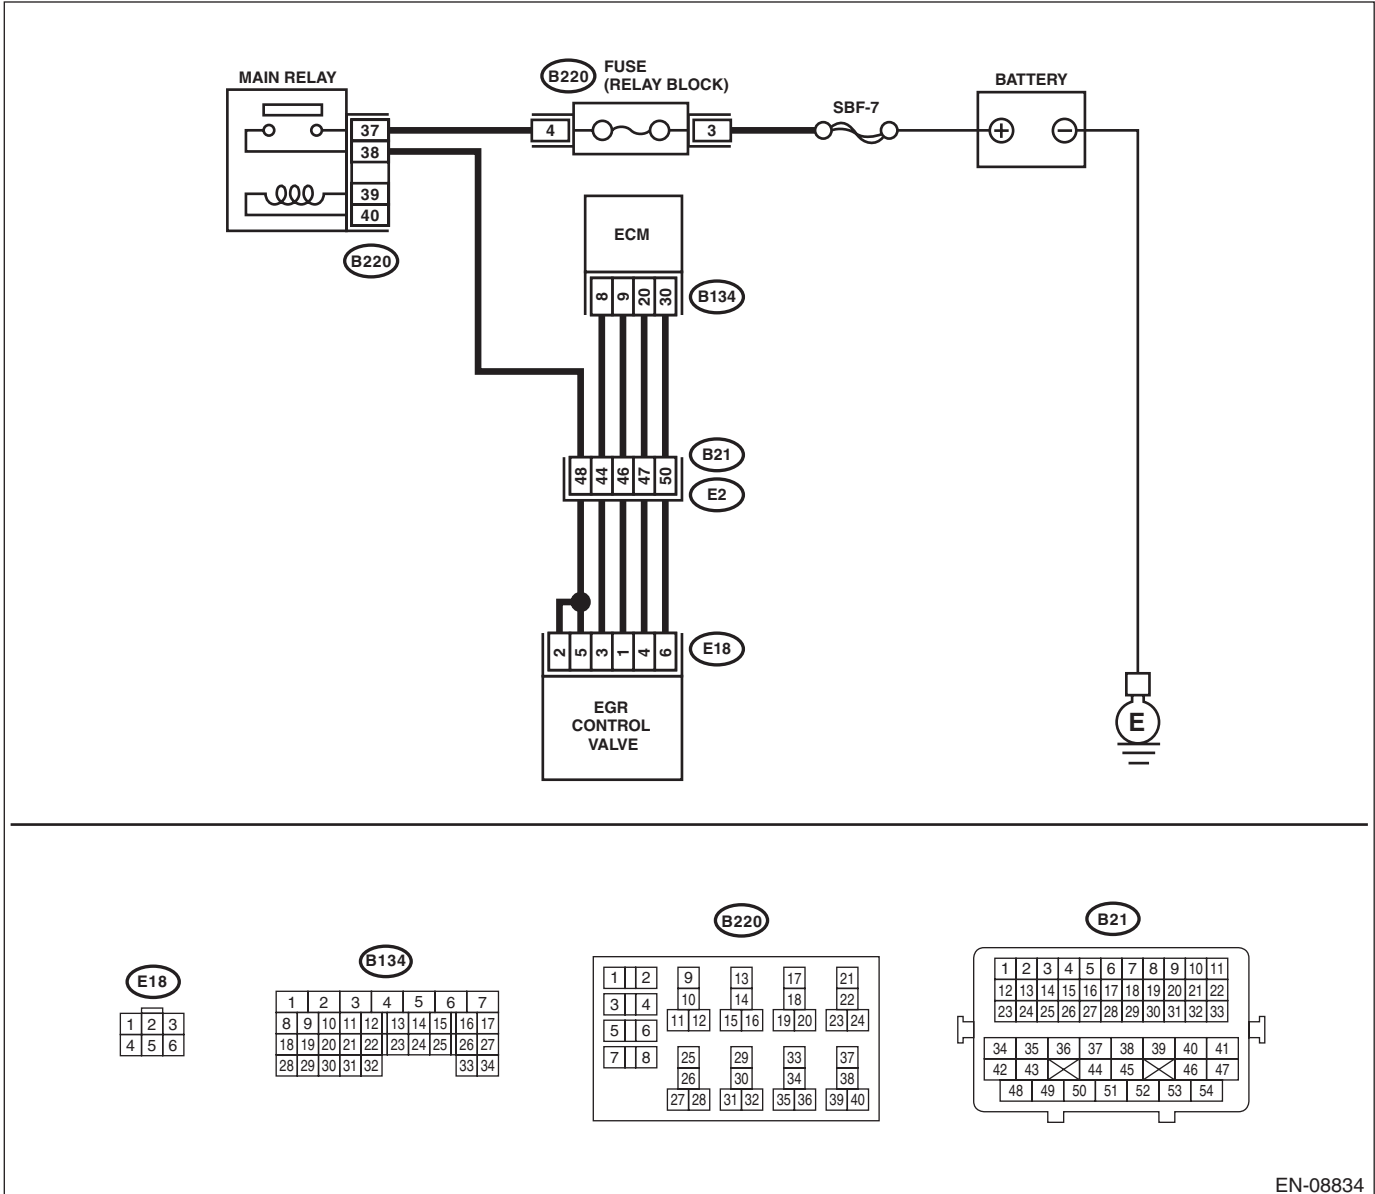 MAIN RELAY
B220
FUSE
(RELAY BLOCK)
SBF-7
BATTERY
37
38
39
40
4
3
+
−
B220
ECM
8 9 20 30
B134
48 44 46 47 50
B21
E2
2 5 3 1 4 6
E18
EGR
CONTROL
VALVE
E
E18
1 2 3
4 5 6
B134
1 2 3 4 5 6 7
8 9 10 11 12 13 14 15 16 17
18 19 20 21 22 23 24 25 26 27
28 29 30 31 32 33 34
B220
1 2
3 4
5 6
7 8
9
10
11 12
13
14
15 16
17
18
19 20
21
22
23 24
25
26
27 28
29
30
31 32
33
34
35 36
37
38
39 40
B21
1 2 3 4 5 6 7 8 9 10 11
12 13 14 15 16 17 18 19 20 21 22
23 24 25 26 27 28 29 30 31 32 33
34 35 36 37 38 39 40 41
42 43 44 45 46 47
48 49 50 51 52 53 54
EN-08834